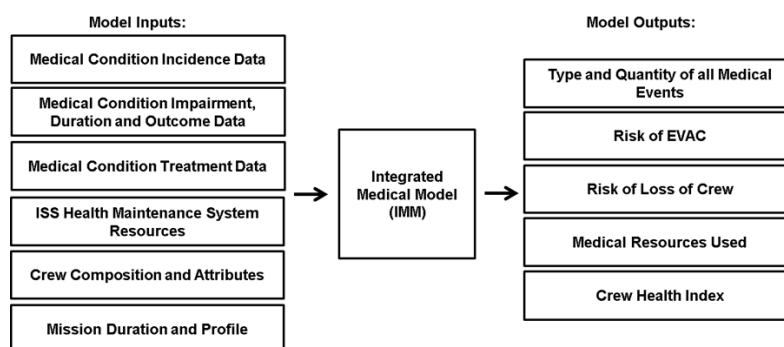 Model Inputs:
Medical Condition Incidence Data
Medical Condition Impairment,
Duration and Outcome Data
Medical Condition Treatment Data
ISS Health Maintenance System
Resources
Crew Composition and Attributes
Mission Duration and Profile
Integrated
Medical Model
(IMM)
Model Outputs:
Type and Quantity of all Medical
Events
Risk of EVAC
Risk of Loss of Crew
Medical Resources Used
Crew Health Index